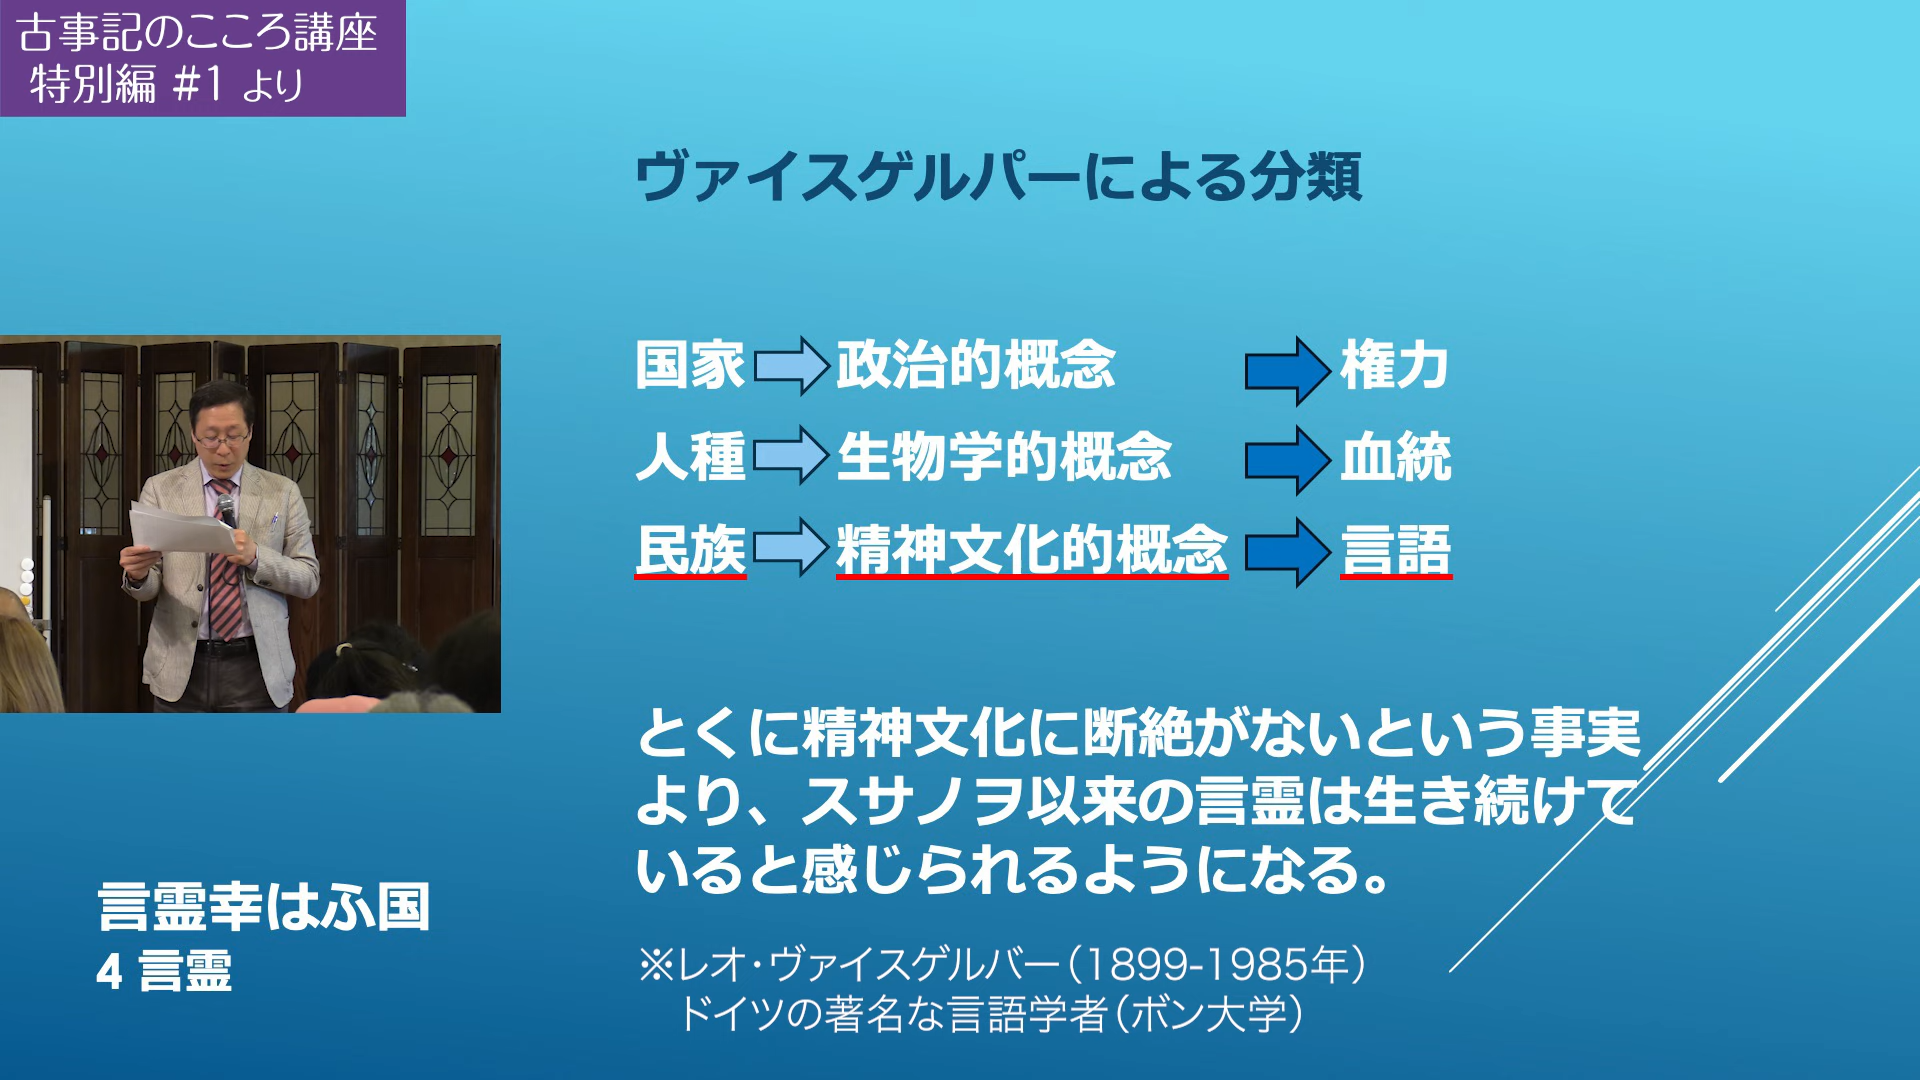 古事記のこころ講座
特別編 #1 より
ヴァイスゲルパーによる分類
国家 政治的概念 権力
人種 生物学的概念 血統
民族 精神文化的概念 言語
とくに精神文化に断絶がないという事実
より、スサノヲ以来の言霊は生き続けて
いると感じられるようになる。
言霊幸はふ国
4 言霊
※レオ・ヴァイスゲルバー（1899-1985年）
ドイツの著名な言語学者（ボン大学）